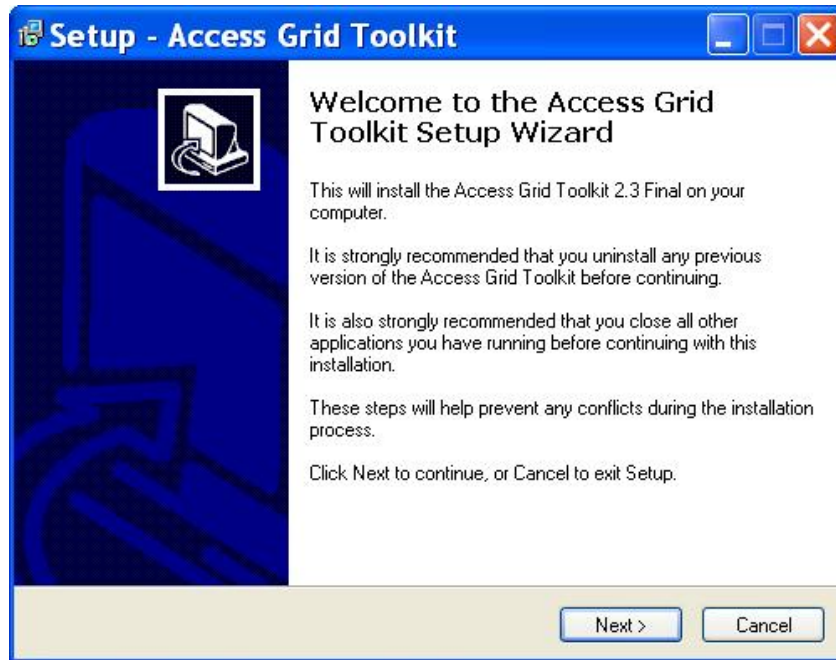 Setup - Access Grid Toolkit
Welcome to the Access Grid
Toolkit Setup Wizard
This will install the Access Grid Toolkit 2.3 Final on your
computer.
It is strongly recommended that you uninstall any previous
version of the Access Grid Toolkit before continuing.
It is also strongly recommended that you close all other
applications you have running before continuing with this
installation.
These steps will help prevent any conflicts during the installation
process.
Click Next to continue, or Cancel to exit Setup.
Next >
Cancel